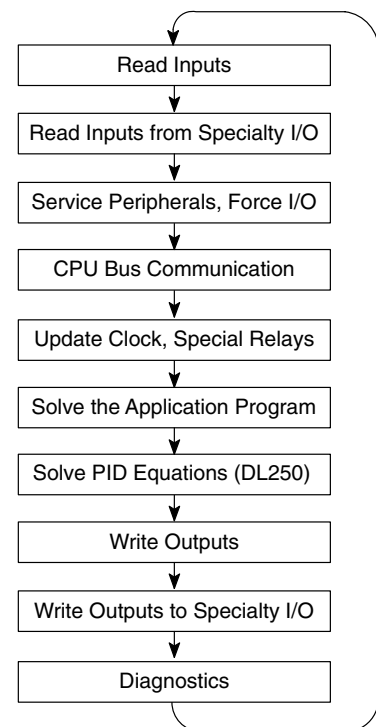 Read Inputs
Read Inputs from Specialty I/O
Service Peripherals, Force I/O
CPU Bus Communication
Update Clock, Special Relays
Solve the Application Program
Solve PID Equations (DL250)
Write Outputs
Write Outputs to Specialty I/O
Diagnostics